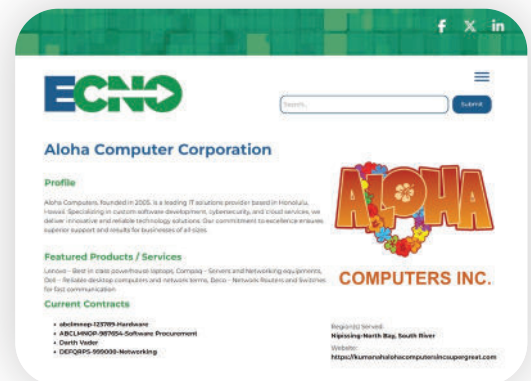 f X in
ECNO
Search...
Submit
Aloha Computer Corporation
Profile
Aloha Computers, founded in 2005, is a leading IT solutions provider based in Honolulu,
Hawaii. Specializing in custom software development, cybersecurity, and cloud services, we
deliver innovative and reliable technology solutions. Our commitment to excellence ensures
superior support and results for businesses of all sizes.
ALOHA
COMPUTERS INC.
Featured Products / Services
Lenovo - Best in class powerhouse laptops, Compaq - Servers and Networking equipments,
Dell - Reliable desktop computers and network terms, Deco - Network Routers and Switches
for fast communication
Current Contracts
abclmnop-123789-Hardware
ABCLMNOP-987654-Software Procurement
Darth Vader
DEFQRPS-999000-Networking
Region(s) Served:
Nipissing-North Bay, South River
Website:
https://kumonahalohacomputersincsupergreat.com